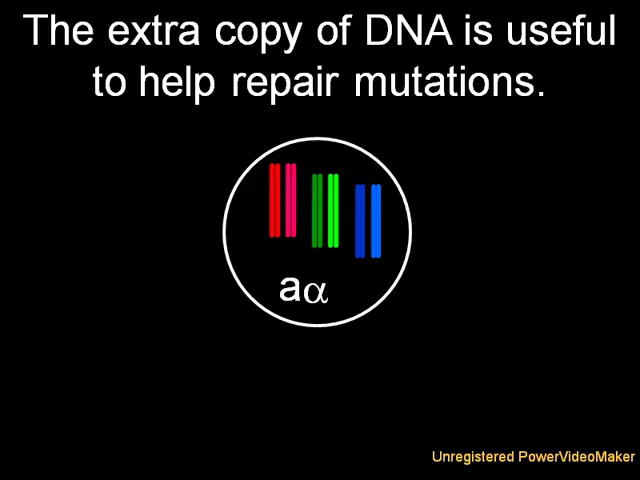 The extra copy of DNA is useful
to help repair mutations.
aα
Unregistered PowerVideoMaker